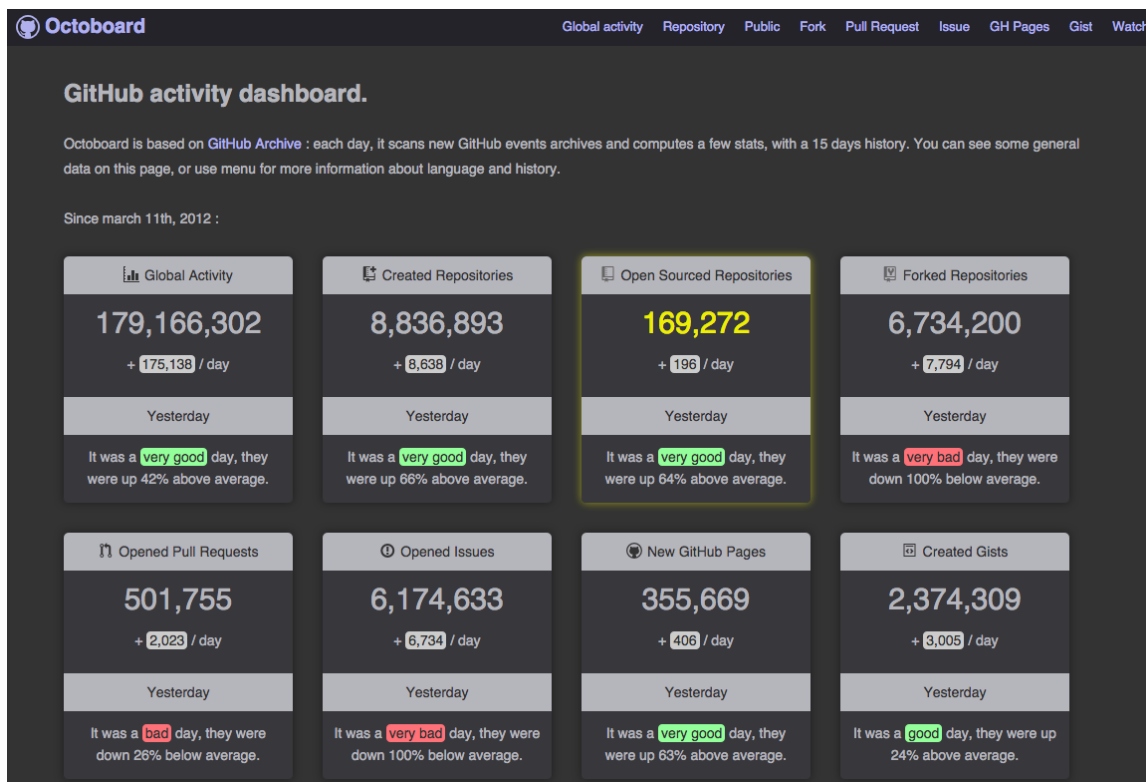 Octoboard
Global activity Repository Public Fork Pull Request Issue GH Pages Gist
GitHub activity dashboard.
Octoboard is based on GitHub Archive : each day, it scans new GitHub events archives and computes a few stats, with a 15 days history. You can see some general
data on this page, or use menu for more information about language and history.
Since march 11th, 2012 :
Global Activity
179,166,302
+ 175,138 / day
Yesterday
It was a very good day, they
were up 42% above average.
Created Repositories
8,836,893
+ 8,638 / day
Yesterday
It was a very good day, they
were up 66% above average.
Open Sourced Repositories
169,272
+ 196 / day
Yesterday
It was a very good day, they
were up 64% above average.
Forked Repositories
6,734,200
+ 7,794 / day
Yesterday
It was a very bad day, they were
down 100% below average.
Opened Pull Requests
501,755
+ 2,023 / day
Yesterday
It was a bad day, they were
down 26% below average.
Opened Issues
6,174,633
+ 6,734 / day
Yesterday
It was a very bad day, they were
down 100% below average.
New GitHub Pages
355,669
+ 406 / day
Yesterday
It was a very good day, they
were up 63% above average.
Created Gists
2,374,309
+ 3,005 / day
Yesterday
It was a good day, they were up
24% above average.